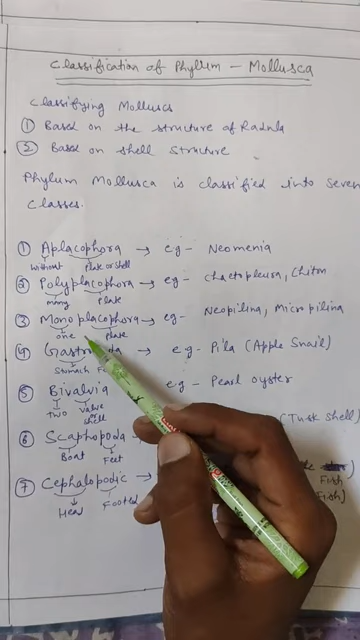 Classification of Phylum - Mollusca
Classifying Molluscs
① Based on the structure of Radula
② Based on shell structure
Phylum Mollusca is classified into seven
classes.
① Aplacophora → eg - Neomenia
without Plate or shell
② Polyplacophora → eg - Chaetopleura, Chiton
many Plate
③ Monoplacophora → eg - Neopilina, Micropilina
one Plate
④ → eg - Pila (Apple Snail)
Stomach
⑤ Bivalvia eg - Pearl oyster
Two valve or shell
(Tusk Shell)
⑥ Scaphopoda
Boat Feet
⑦ Cephalopodic →
Head Footed
Fish
Fish)